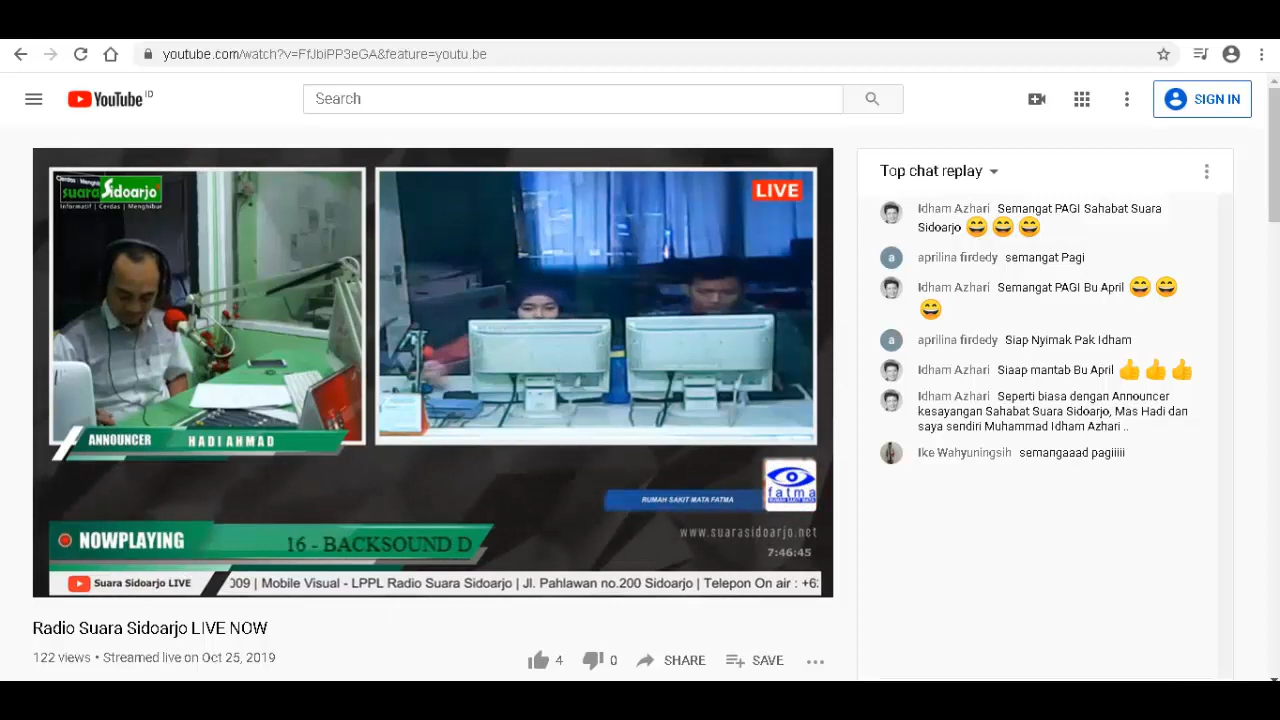 youtube.com/watch?v=FfJbiPP3eGA&feature=youtu.be
YouTube ID
Search
SIGN IN
suara Sidoarjo
Informatif | Cerdas | Menghibur
LIVE
ANNOUNCER HADI AHMAD
fatma
RUMAH SAKIT MATA
RUMAH SAKIT MATA FATMA
www.suarasidoarjo.net
NOWPLAYING 16 - BACKSOUND D
7:46:45
Suara Sidoarjo LIVE 009 | Mobile Visual - LPPL Radio Suara Sidoarjo | Jl. Pahlawan no.200 Sidoarjo | Telepon On air : +62
Radio Suara Sidoarjo LIVE NOW
122 views • Streamed live on Oct 25, 2019
4 0 SHARE SAVE
Top chat replay
Idham Azhari Semangat PAGI Sahabat Suara
Sidoarjo 😄 😄 😄
aprilina firdedy semangat Pagi
Idham Azhari Semangat PAGI Bu April 😄 😄
😄
aprilina firdedy Siap Nyimak Pak Idham
Idham Azhari Siaap mantab Bu April 👍 👍 👍
Idham Azhari Seperti biasa dengan Announcer
kesayangan Sahabat Suara Sidoarjo, Mas Hadi dan
saya sendiri Muhammad Idham Azhari ..
Ike Wahyuningsih semangaaad pagiiiii